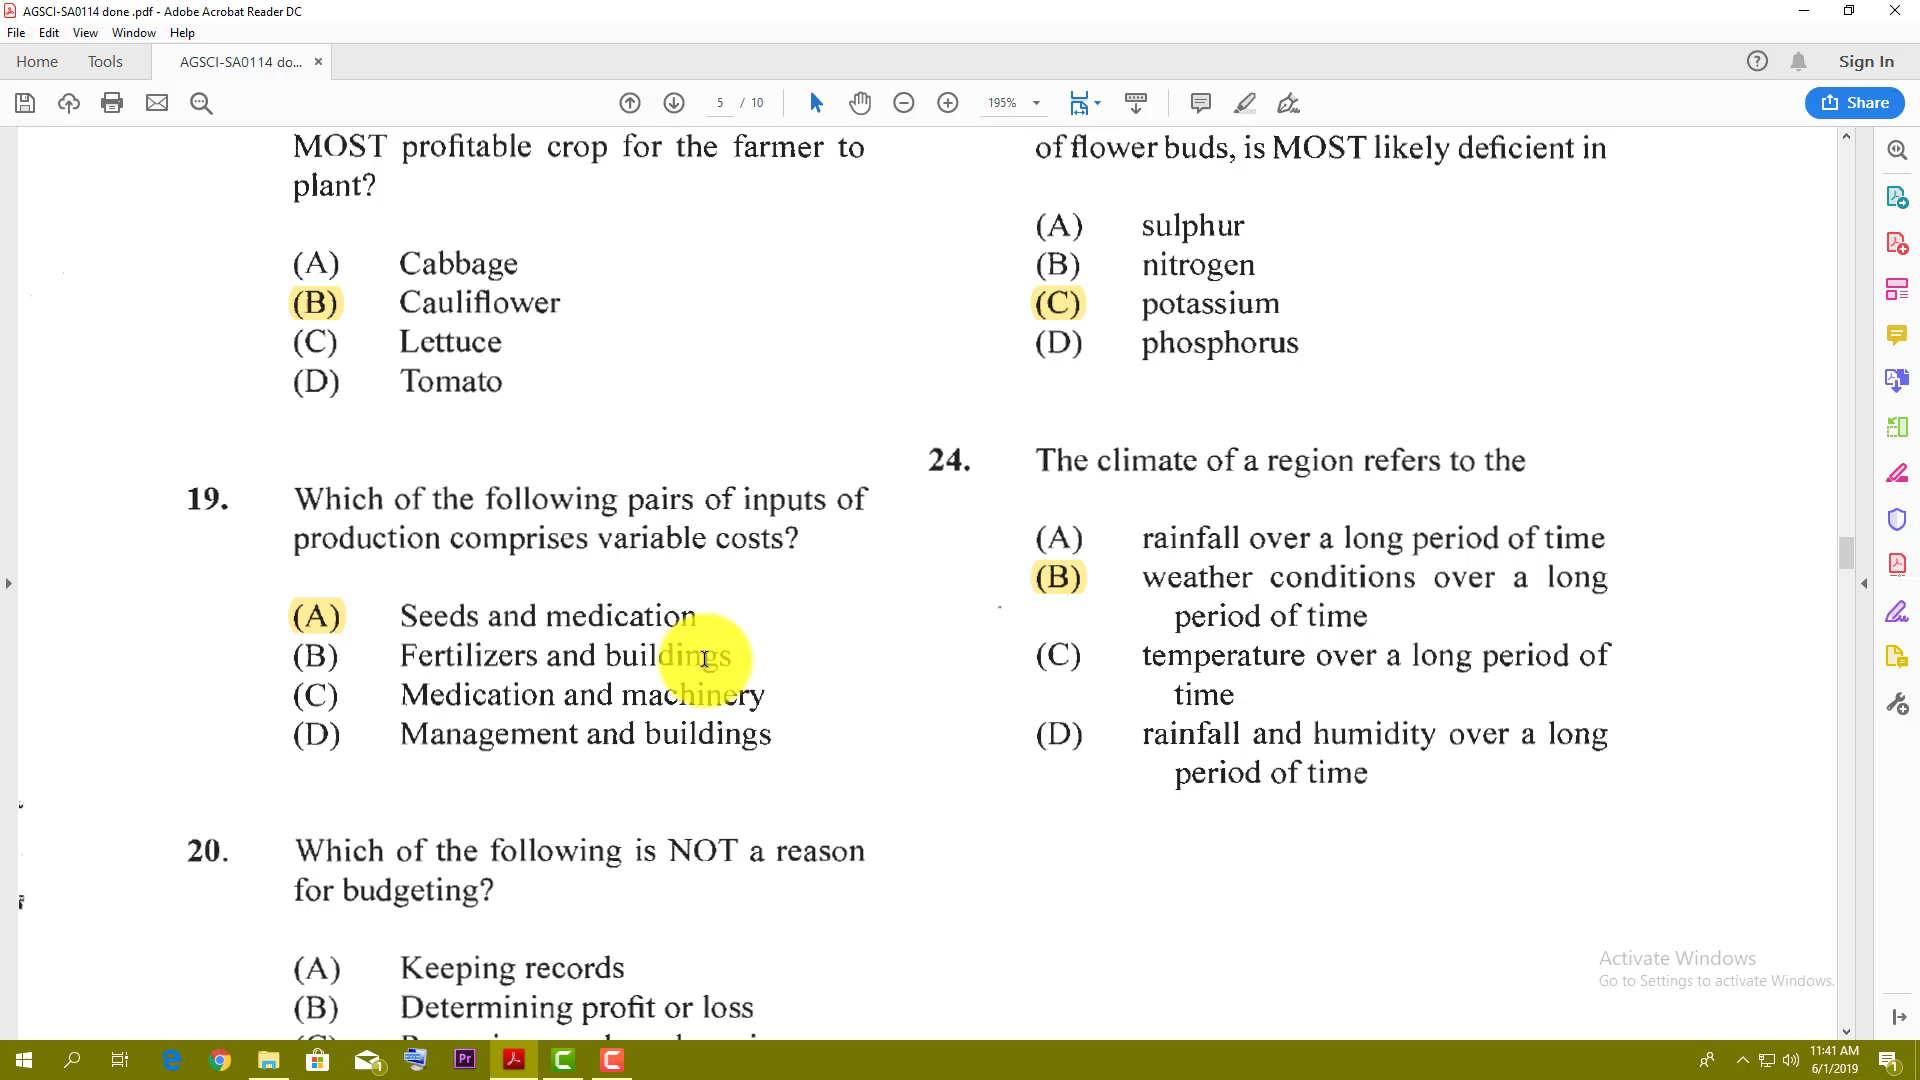 AGSCI-SA0114 done .pdf - Adobe Acrobat Reader DC
File Edit View Window Help
Home Tools AGSCI-SA0114 do... × Sign In
5 / 10 195% Share
MOST profitable crop for the farmer to
plant?
(A) Cabbage
(B) Cauliflower
(C) Lettuce
(D) Tomato
19. Which of the following pairs of inputs of
production comprises variable costs?
(A) Seeds and medication
(B) Fertilizers and buildings
(C) Medication and machinery
(D) Management and buildings
20. Which of the following is NOT a reason
for budgeting?
(A) Keeping records
(B) Determining profit or loss
of flower buds, is MOST likely deficient in
(A) sulphur
(B) nitrogen
(C) potassium
(D) phosphorus
24. The climate of a region refers to the
(A) rainfall over a long period of time
(B) weather conditions over a long
period of time
(C) temperature over a long period of
time
(D) rainfall and humidity over a long
period of time
Activate Windows
Go to Settings to activate Windows.
Pr
11:41 AM
6/1/2019